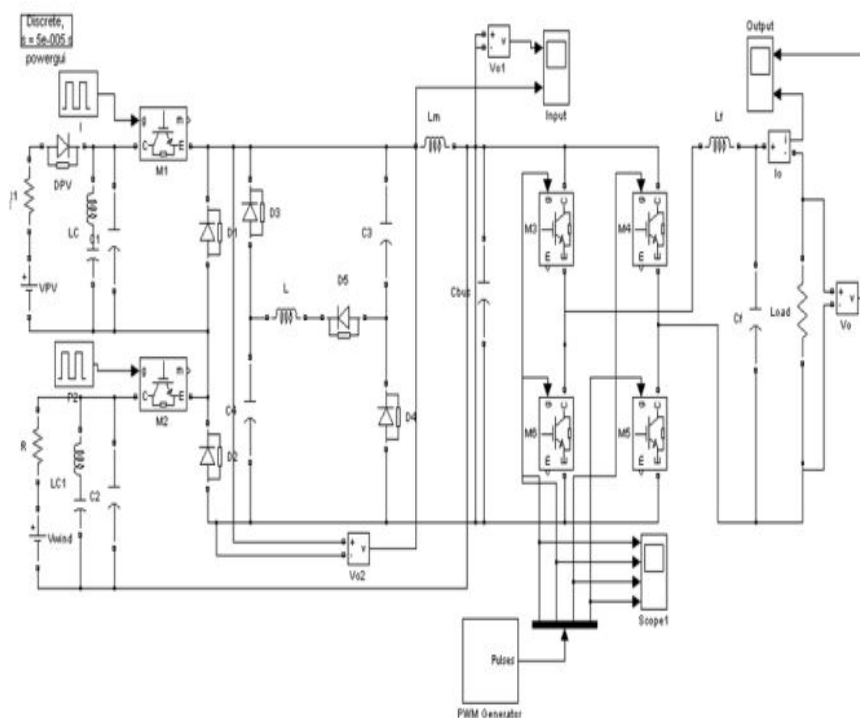 Discrete,
s = 5e-005 s
powergui
Vo1
Input
Output
Lm
Lf
Io
g
m
C
E
M1
DPV
LC
C1
VPV
D1
D3
C3
L
D5
Cbus
M3
M4
g
C
E
g
C
E
Load
Cf
Vo
P2
g
m
C
E
M2
R
LC1
C2
Vwind
D2
C4
D4
M6
M5
g
C
E
g
C
E
Vo2
Scope1
Pulses
PWM Generator